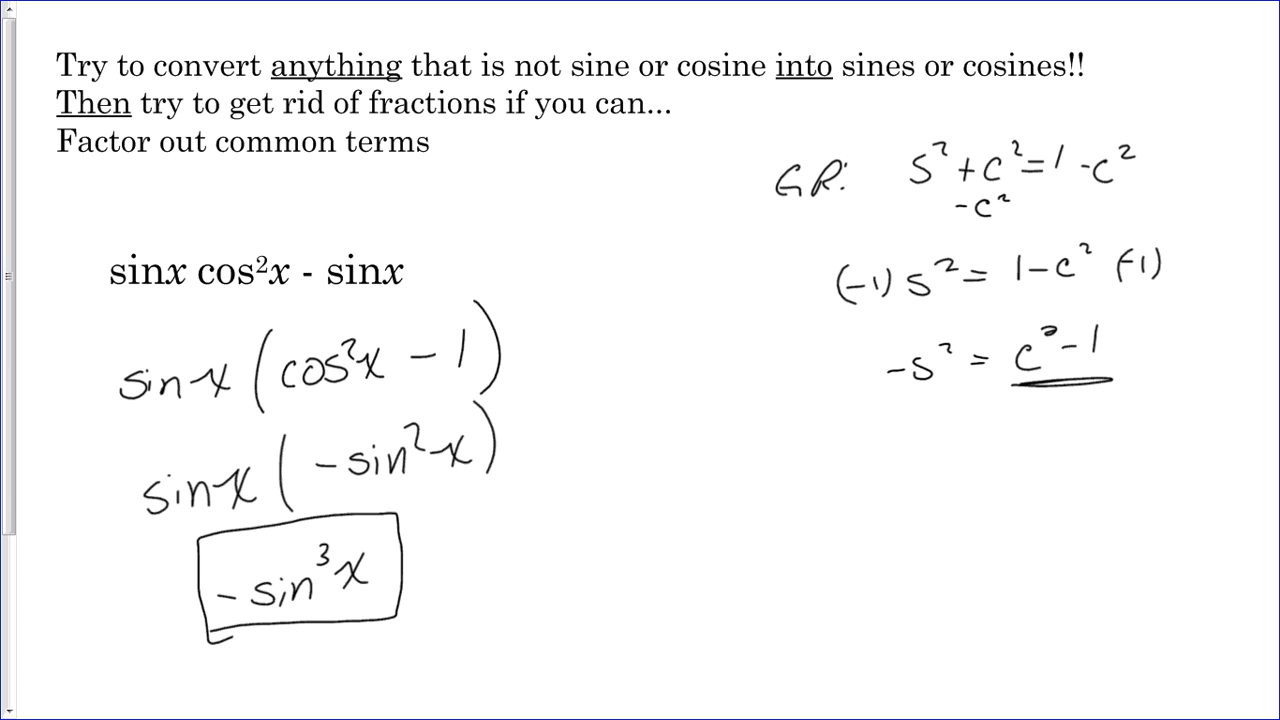 Try to convert anything that is not sine or cosine into sines or cosines!!
Then try to get rid of fractions if you can...
Factor out common terms
G.R: s² + c² = 1 - c²
- c²
(-1) s² = 1 - c² (-1)
-s² = c² - 1
sinx cos²x - sinx
sin x (cos²x - 1)
sin x (- sin²x)
- sin³x